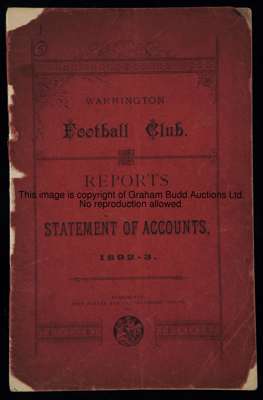 WARRINGTON
Football Club.
REPORTS
This image is copyright of Graham Budd Auctions Ltd.
No reproduction allowed.
STATEMENT OF ACCOUNTS,
1892-3.